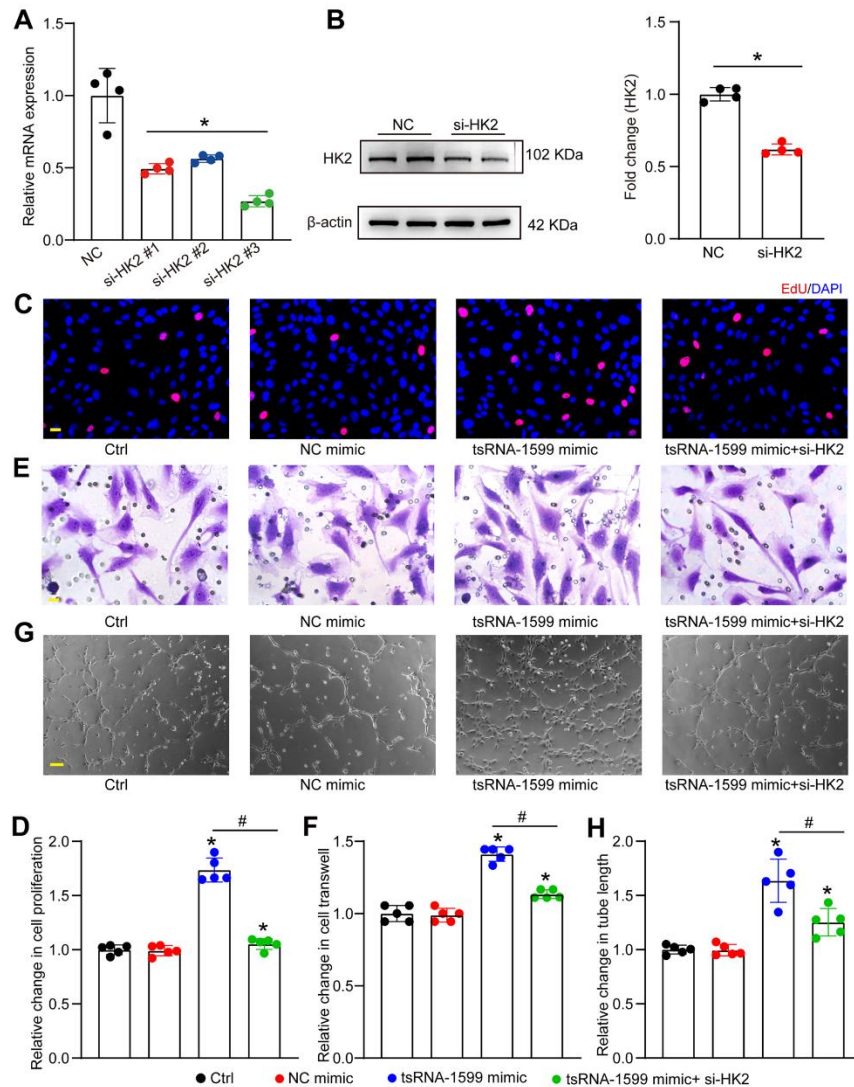 A
Relative mRNA expression
1.5
1.0
0.5
0.0
*
NC
si-HK2 #1
si-HK2 #2
si-HK2 #3
B
NC
si-HK2
HK2
102 KDa
β-actin
42 KDa
Fold change (HK2)
1.5
1.0
0.5
0.0
*
NC
si-HK2
C
EdU/DAPI
Ctrl
NC mimic
tsRNA-1599 mimic
tsRNA-1599 mimic+si-HK2
E
Ctrl
NC mimic
tsRNA-1599 mimic
tsRNA-1599 mimic+si-HK2
G
Ctrl
NC mimic
tsRNA-1599 mimic
tsRNA-1599 mimic+si-HK2
D
Relative change in cell proliferation
2.0
1.5
1.0
0.5
0.0
*
#
*
F
Relative change in cell transwell
1.5
1.0
0.5
0.0
*
#
*
H
Relative change in tube length
2.0
1.5
1.0
0.5
0.0
*
#
*
Ctrl
NC mimic
tsRNA-1599 mimic
tsRNA-1599 mimic+ si-HK2